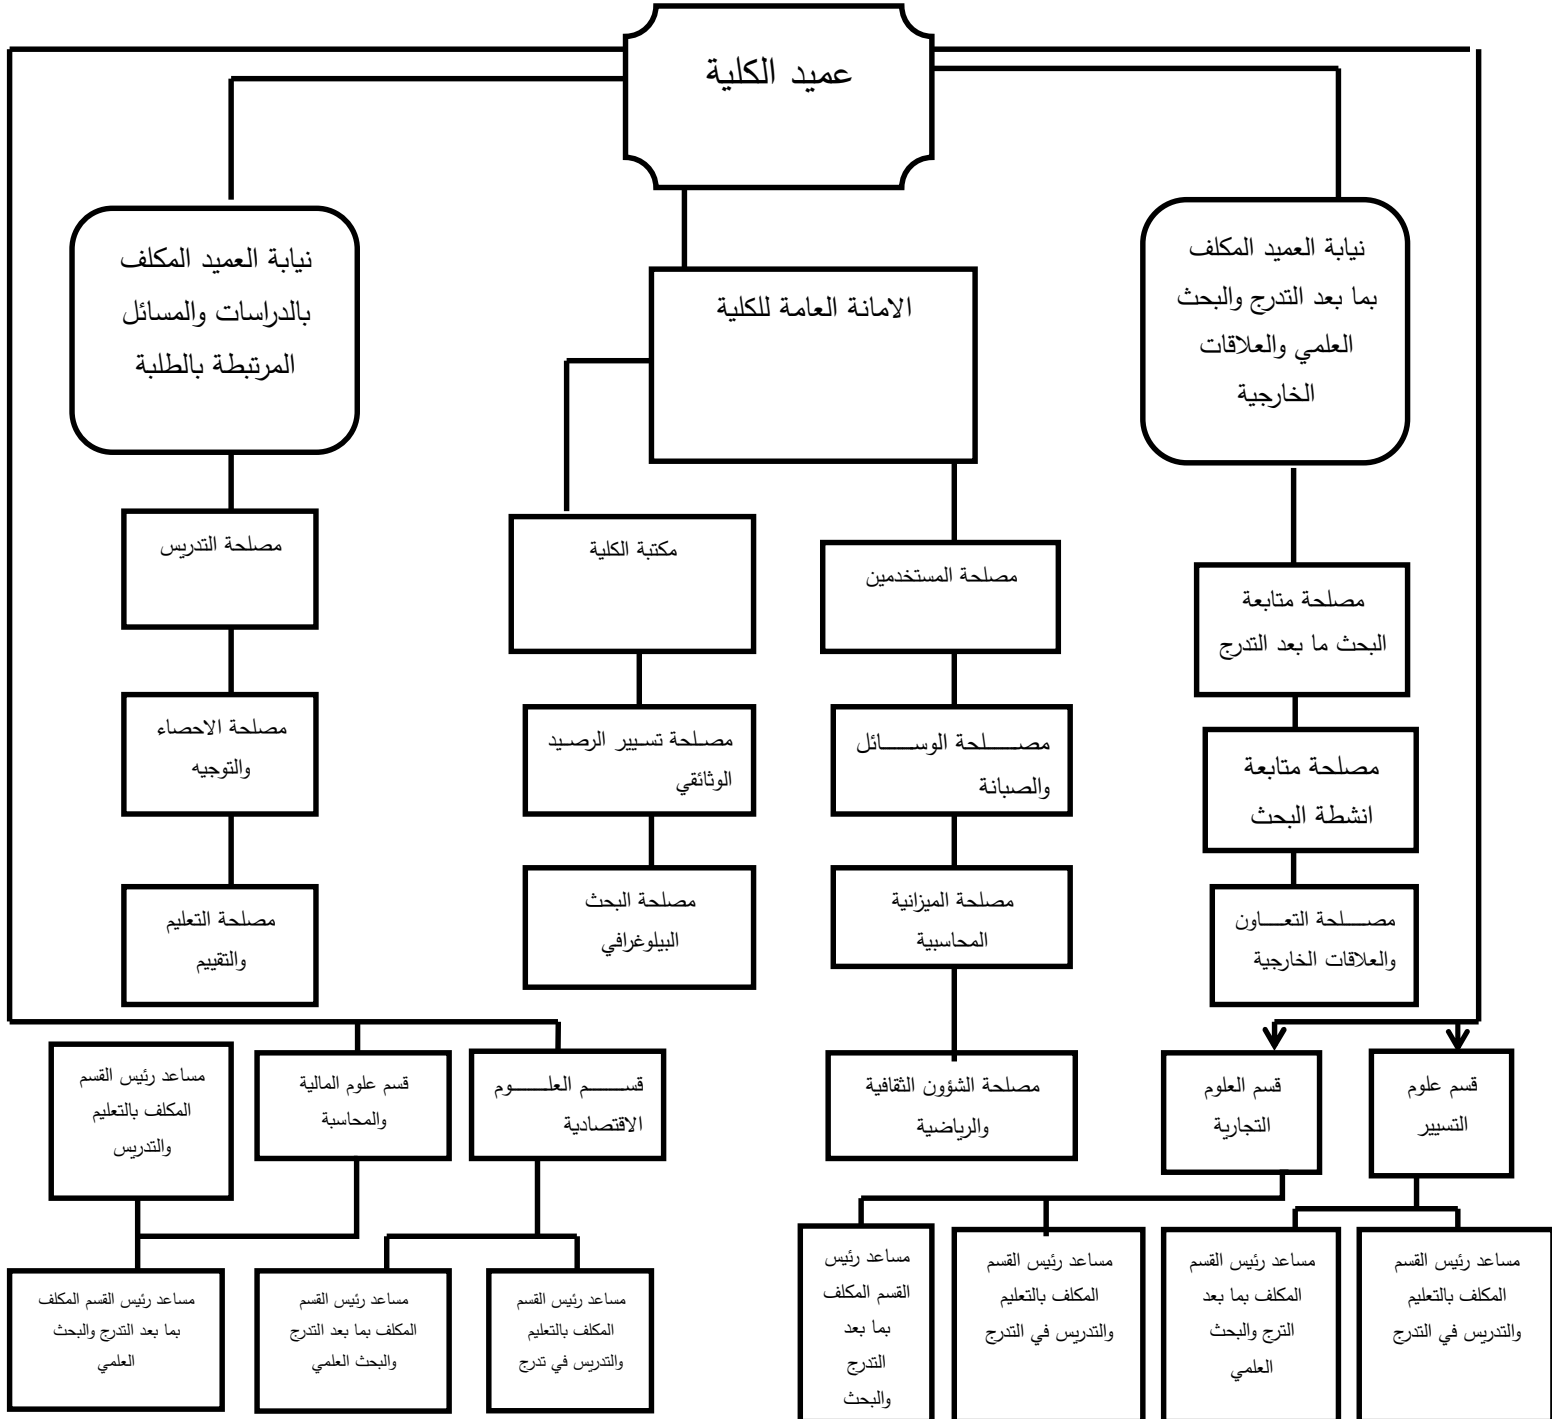 عميد الكلية
نيابة العميد المكلف
بما بعد التدرج والبحث
العلمي والعلاقات
الخارجية
الامانة العامة للكلية
نيابة العميد المكلف
بالدراسات والمسائل
المرتبطة بالطلبة
مصلحة متابعة
البحث ما بعد التدرج
مصلحة المستخدمين
مكتبة الكلية
مصلحة التدريس
مصلحة متابعة
انشطة البحث
مصلحة الوسائل
والصبانة
مصلحة تسيير الرصيد
الوثائقي
مصلحة الاحصاء
والتوجيه
مصلحة التعاون
والعلاقات الخارجية
مصلحة الميزانية
المحاسبية
مصلحة البحث
البيلوغرافي
مصلحة التعليم
والتقييم
قسم علوم
التسيير
قسم العلوم
التجارية
مصلحة الشؤون الثقافية
والرياضية
قسم العلوم
الاقتصادية
قسم علوم المالية
والمحاسبة
مساعد رئيس القسم
المكلف بالتعليم
والتدريس
مساعد رئيس القسم
المكلف بالتعليم
والتدريس في التدرج
مساعد رئيس القسم
المكلف بما بعد
الترج والبحث
العلمي
مساعد رئيس القسم
المكلف بالتعليم
والتدريس في التدرج
مساعد رئيس
القسم المكلف
بما بعد
التدرج
والبحث
مساعد رئيس القسم
المكلف بالتعليم
والتدريس في تدرج
مساعد رئيس القسم
المكلف بما بعد التدرج
والبحث العلمي
مساعد رئيس القسم المكلف
بما بعد التدرج والبحث
العلمي